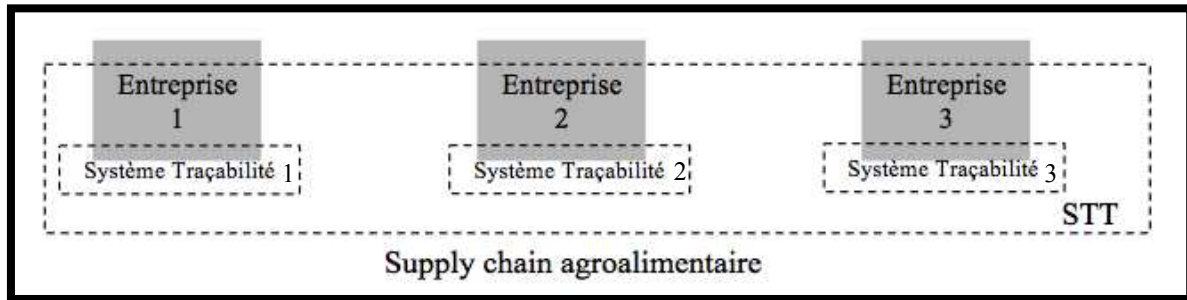 Entreprise
1
Entreprise
2
Entreprise
3
Système Traçabilité 1
Système Traçabilité 2
Système Traçabilité 3
STT
Supply chain agroalimentaire